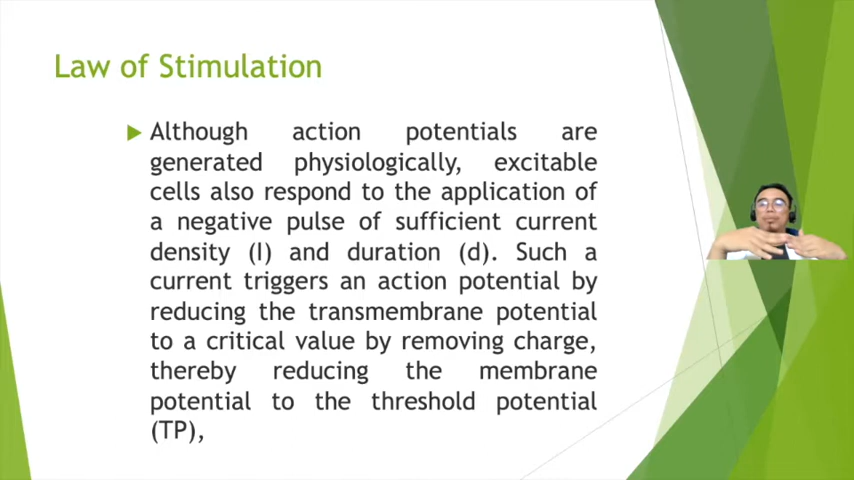 Law of Stimulation
Although action potentials are
generated physiologically, excitable
cells also respond to the application of
a negative pulse of sufficient current
density (I) and duration (d). Such a
current triggers an action potential by
reducing the transmembrane potential
to a critical value by removing charge,
thereby reducing the membrane
potential to the threshold potential
(TP),